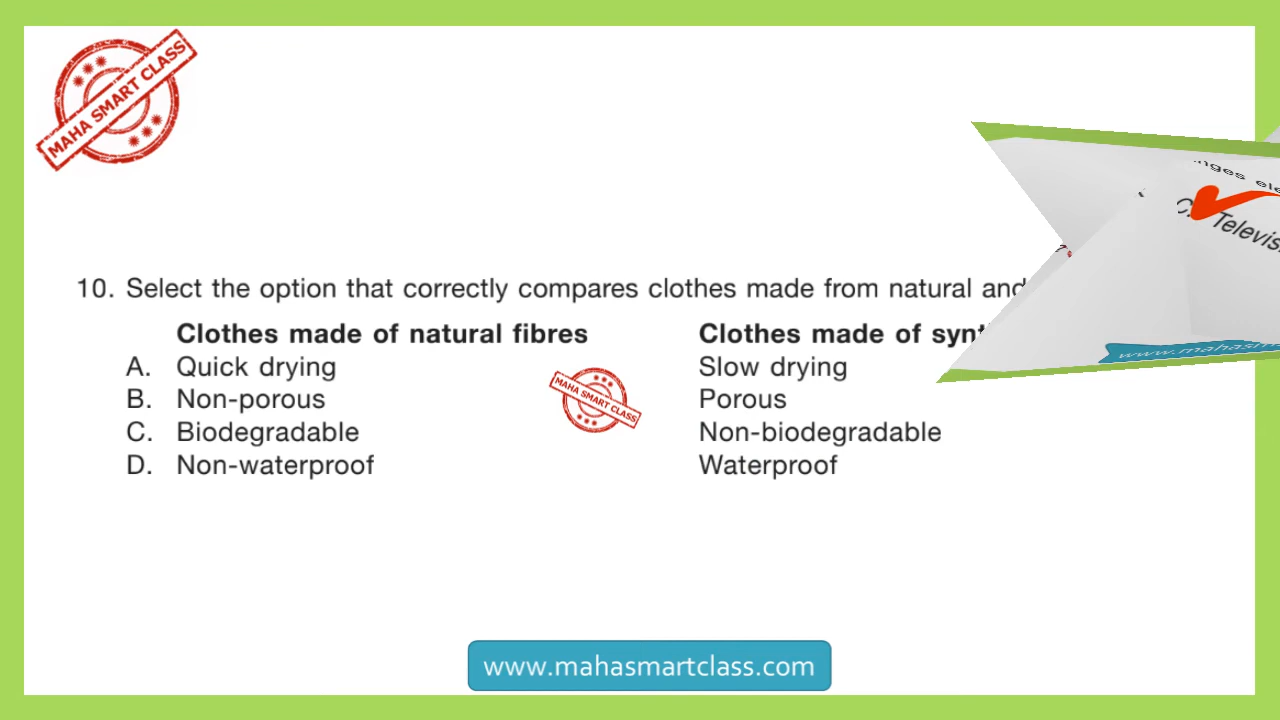 MAHA SMART CLASS
10. Select the option that correctly compares clothes made from natural and
Clothes made of natural fibres Clothes made of
A. Quick drying Slow drying
B. Non-porous Porous
C. Biodegradable Non-biodegradable
D. Non-waterproof Waterproof
MAHA SMART CLASS
C.
www.mahasmartclass.com